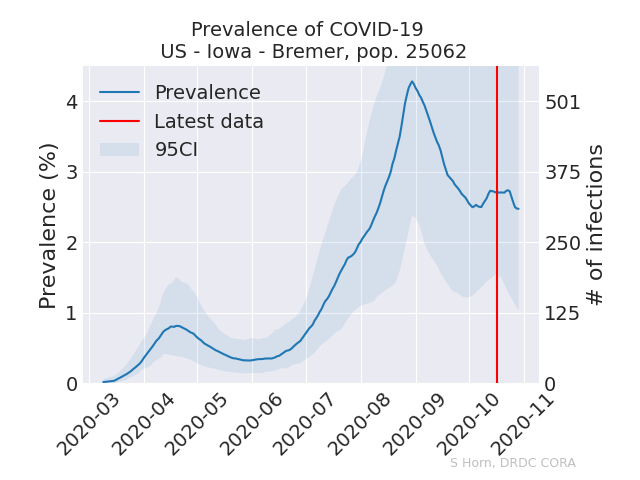 Prevalence of COVID-19
US - Iowa - Bremer, pop. 25062
Prevalence
Latest data
95CI
Prevalence (%)
4
3
2
1
0
501
375
250
125
0
# of infections
2020-03
2020-04
2020-05
2020-06
2020-07
2020-08
2020-09
2020-10
2020-11
S Horn, DRDC CORA